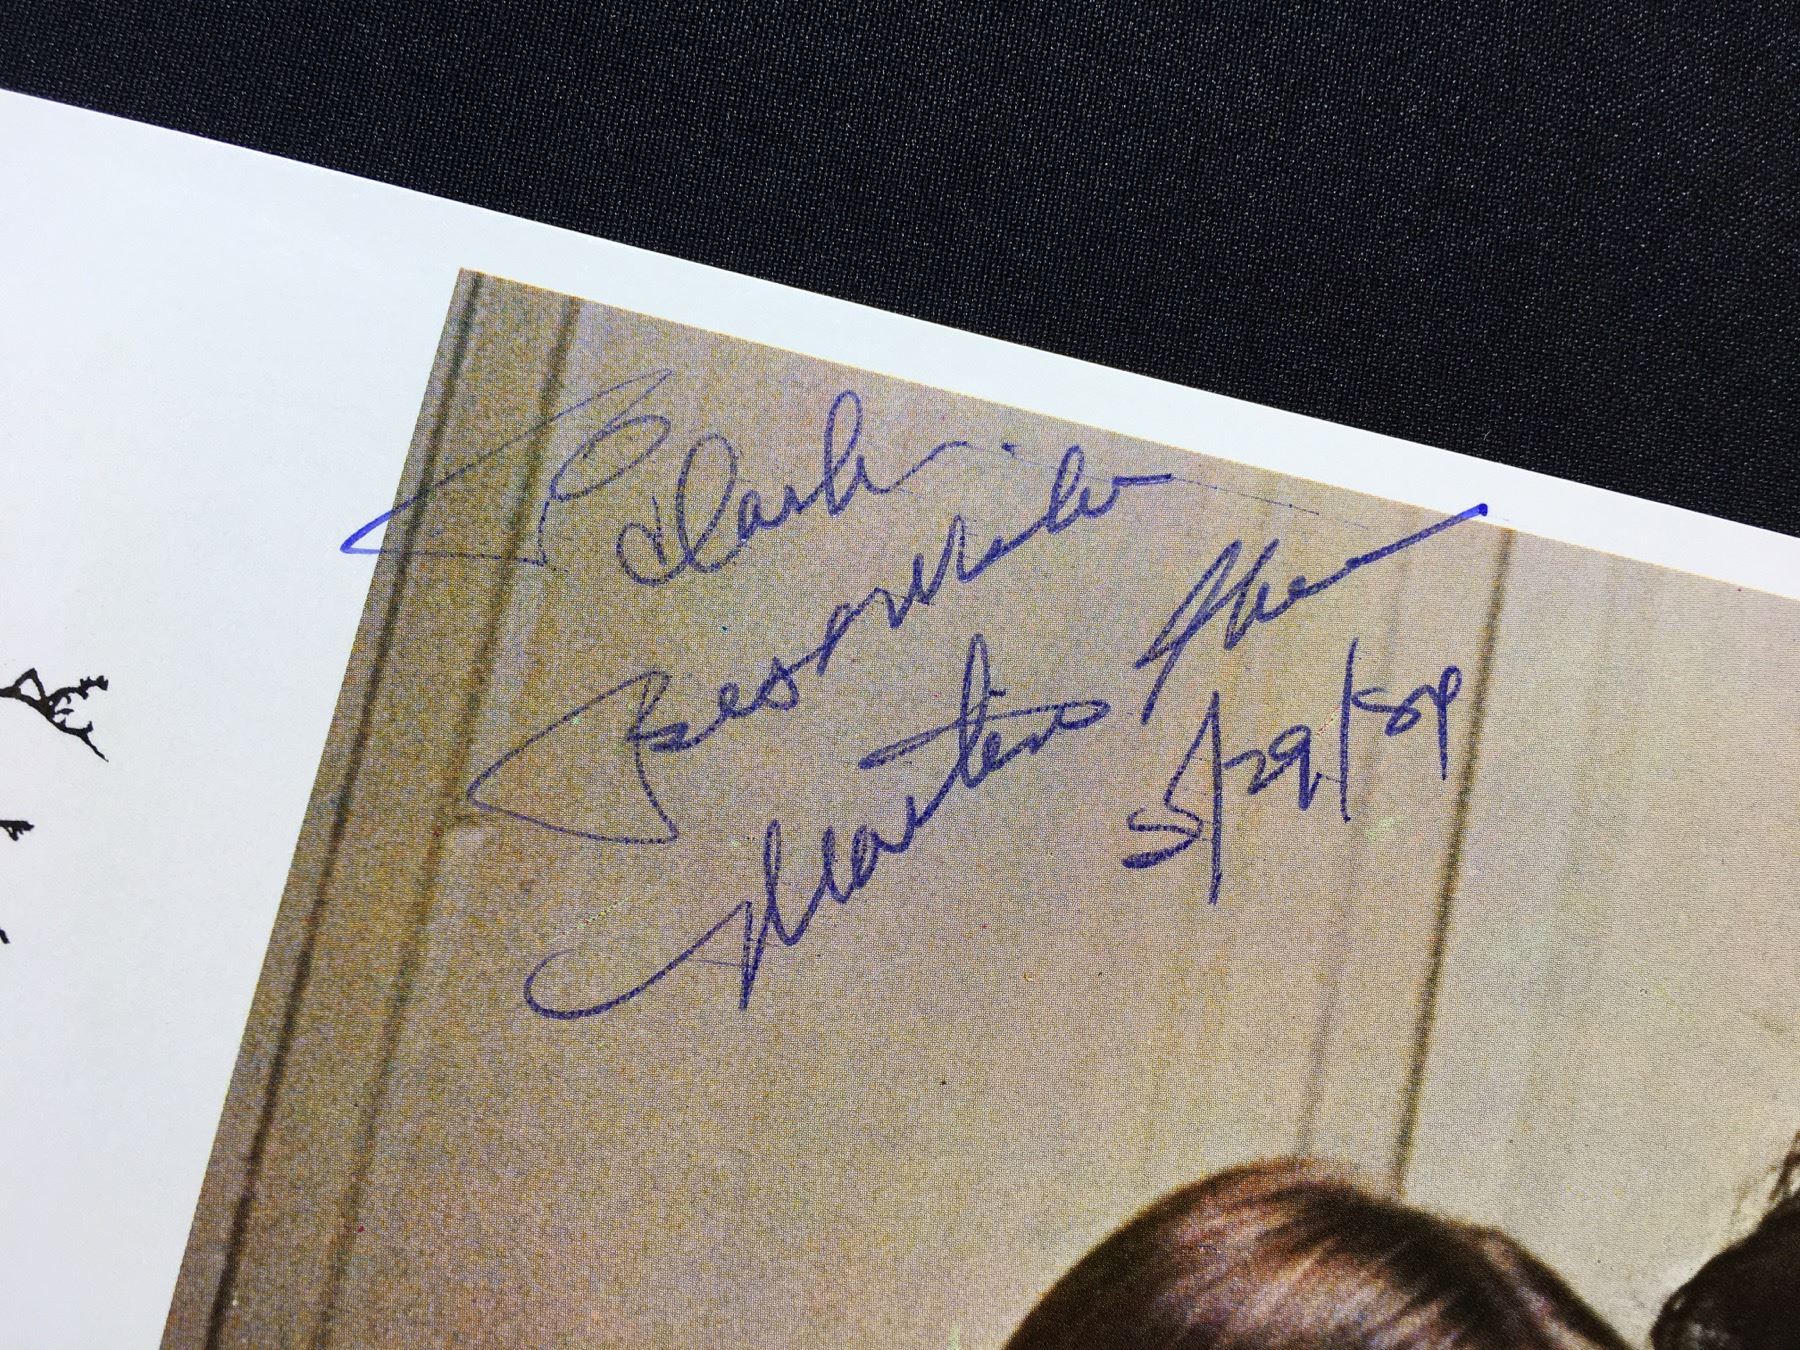 To Clark.
Best Wishes
Martin Sheen
5/29/89